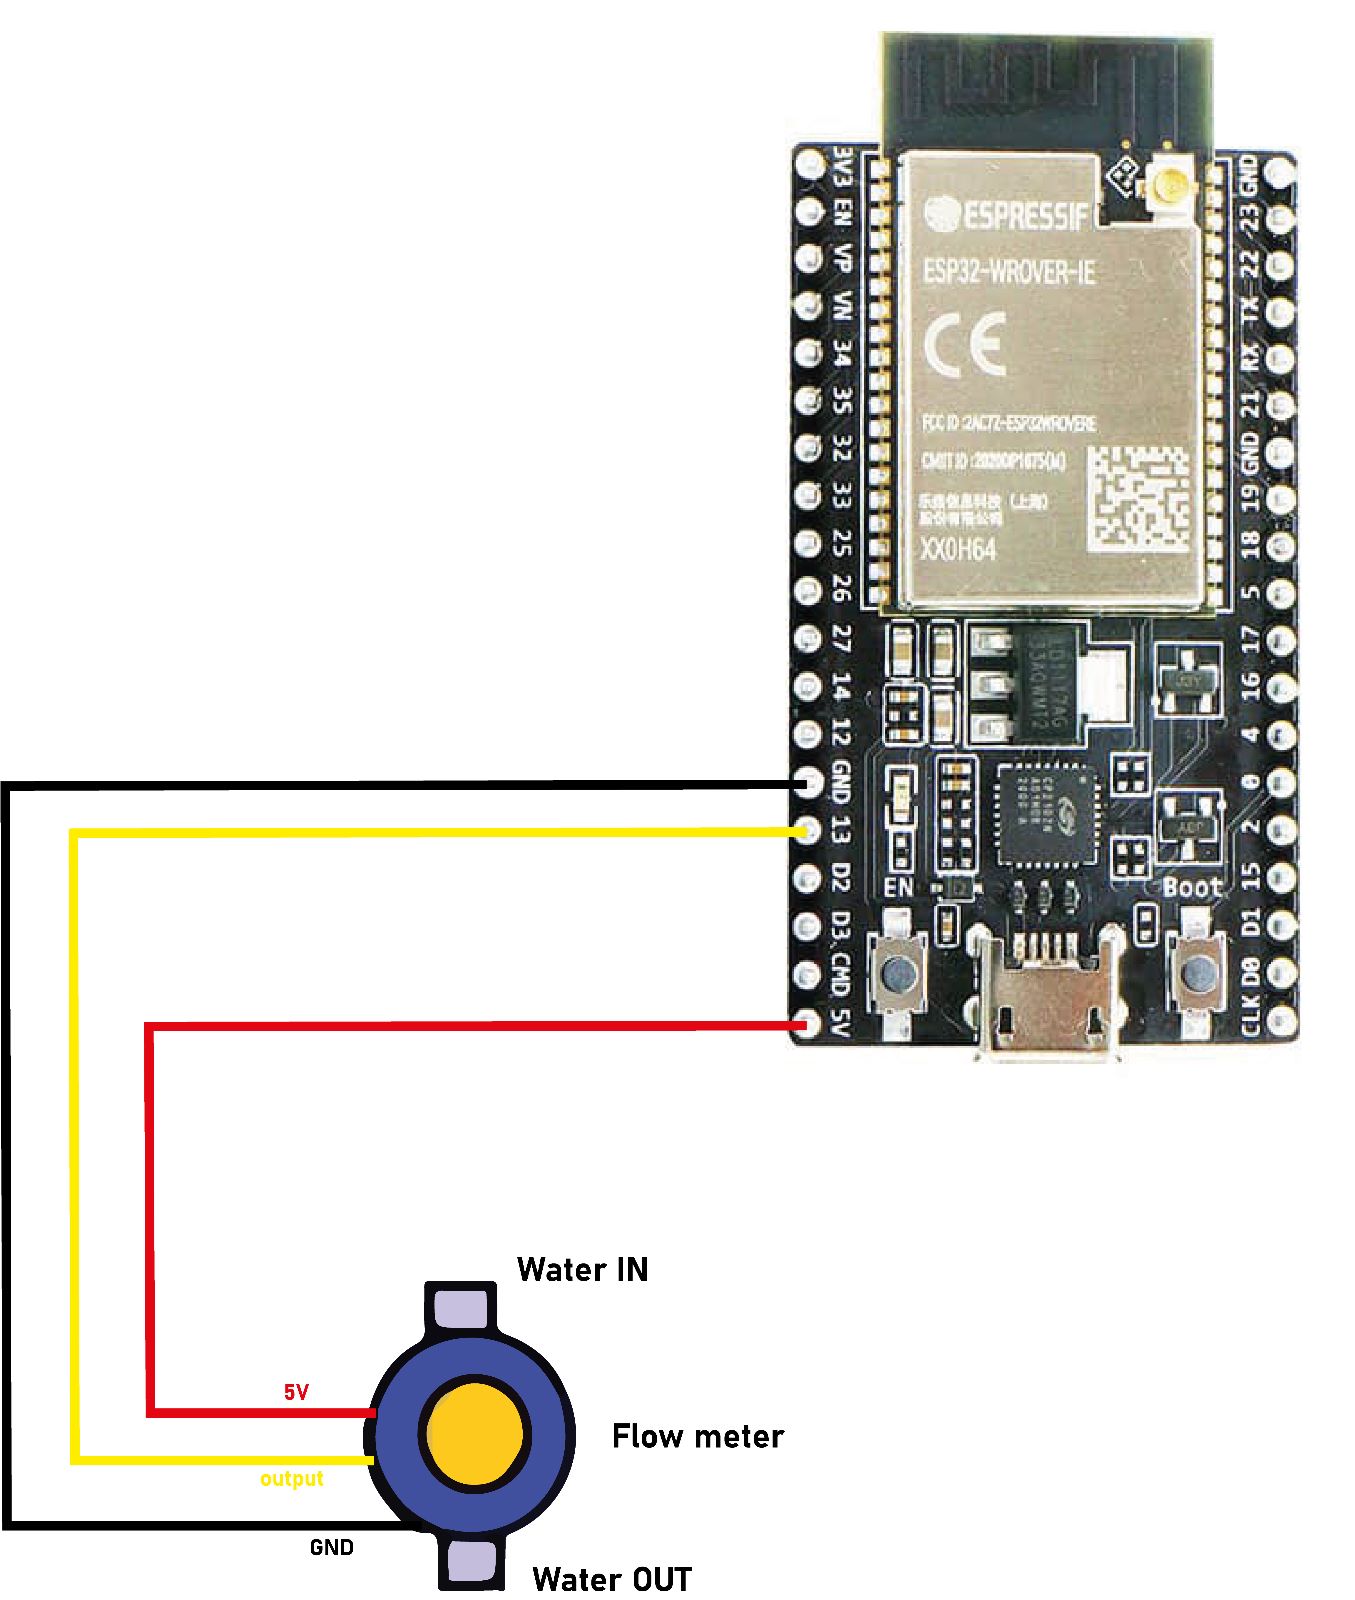 3V3
EN
VP
VN
34
35
32
33
25
26
27
14
12
GND
13
D2
D3
CMD
5V
ESPRESSIF
ESP32-WROVER-IE
CE
FCC ID:2AC7Z-ESP32WROVERE
CMIIT ID:2020DP1675(M)
乐鑫信息科技（上海）
股份有限公司
XX0H64
GND
23
22
TX
RX
21
GND
19
18
5
17
16
4
0
2
15
D1
D0
CLK
EN
Boot
Water IN
5V
Flow meter
output
GND
Water OUT